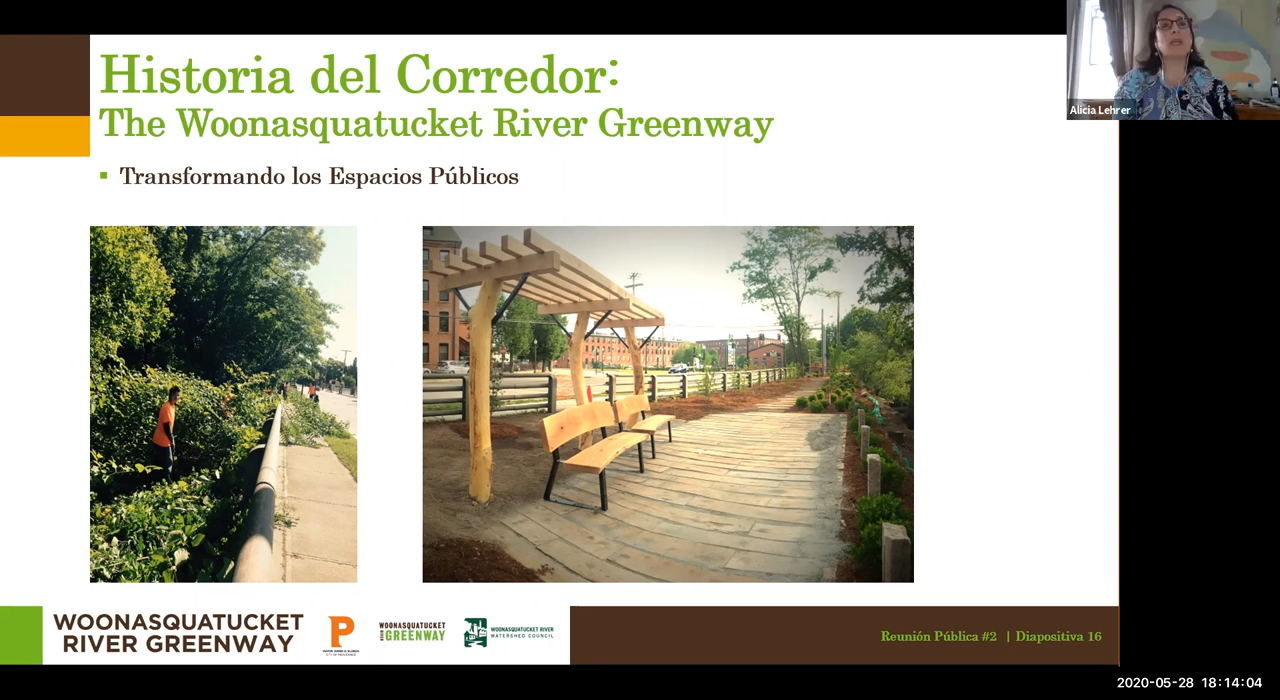 Historia del Corredor:
The Woonasquatucket River Greenway
Transformando los Espacios Públicos
Alicia Lehrer
WOONASQUATUCKET
RIVER GREENWAY
P
WOONASQUATUCKET
RIVER GREENWAY
WOONASQUATUCKET RIVER
WATERSHED COUNCIL
Reunión Pública #2 | Diapositiva 16
2020-05-28 18:14:04